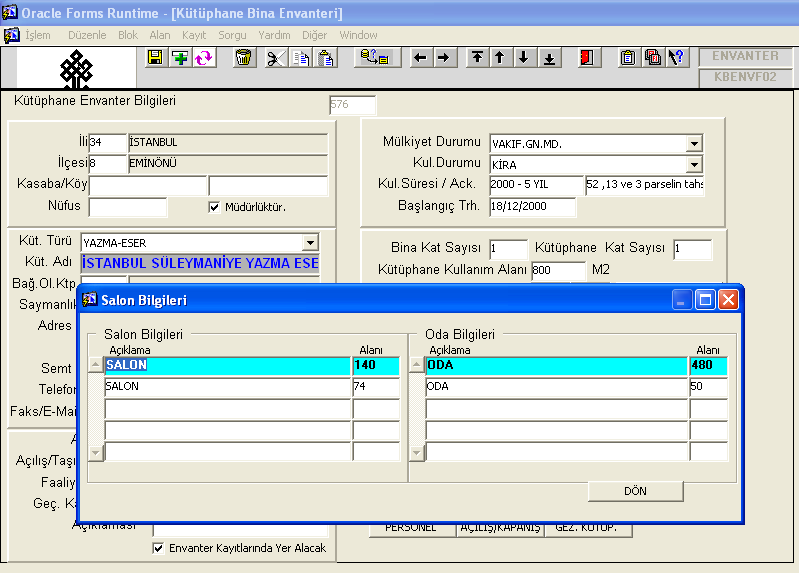 Oracle Forms Runtime - [Kütüphane Bina Envanteri]
İşlem Düzenle Blok Alan Kayıt Sorgu Yardım Diğer Window
ENVANTER
KBENVF02
Kütüphane Envanter Bilgileri 576
İli 34 İSTANBUL
İlçesi 8 EMİNÖNÜ
Kasaba/Köy
Nüfus Müdürlüktür.
Mülkiyet Durumu VAKIF.GN.MD.
Kul.Durumu KİRA
Kul.Süresi / Ack. 2000 - 5 YIL 52 ,13 ve 3 parselin tahs
Başlangıç Trh. 18/12/2000
Küt. Türü YAZMA-ESER
Küt. Adı İSTANBUL SÜLEYMANİYE YAZMA ESE
Bağ.Ol.Ktp
Saymanlık
Adres
Semt
Telefon
Faks/E-Mai
Bina Kat Sayısı 1 Kütüphane Kat Sayısı 1
Kütüphane Kullanım Alanı 800 M2
Salon Bilgileri
Salon Bilgileri
Açıklama Alanı
SALON 140
SALON 74
Oda Bilgileri
Açıklama Alanı
ODA 480
ODA 50
DÖN
A
Açılış/Taşı
Faaliy
Geç. Ka
Açıklaması
Envanter Kayıtlarında Yer Alacak
PERSONEL AÇILIŞ/KAPANIŞ GEZ. KÜTÜP.